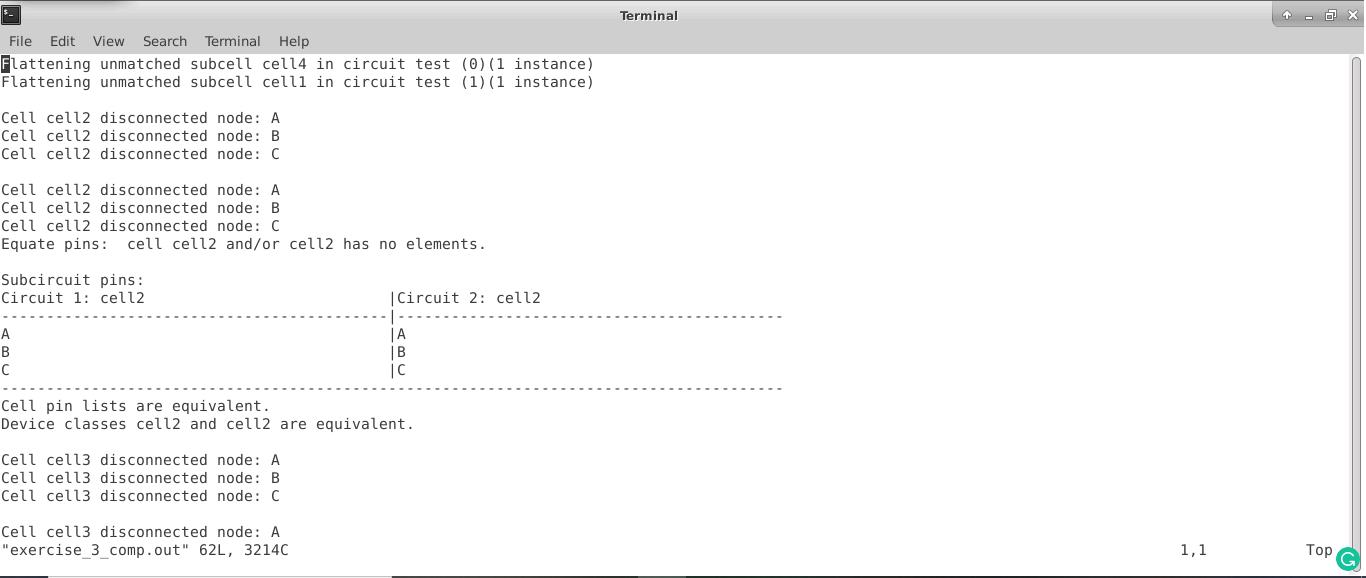 Terminal
File Edit View Search Terminal Help
Flattening unmatched subcell cell4 in circuit test (0)(1 instance)
Flattening unmatched subcell cell1 in circuit test (1)(1 instance)
Cell cell2 disconnected node: A
Cell cell2 disconnected node: B
Cell cell2 disconnected node: C
Cell cell2 disconnected node: A
Cell cell2 disconnected node: B
Cell cell2 disconnected node: C
Equate pins:  cell cell2 and/or cell2 has no elements.
Subcircuit pins:
Circuit 1: cell2                           |Circuit 2: cell2
-------------------------------------------|-------------------------------------------
A                                          |A
B                                          |B
C                                          |C
---------------------------------------------------------------------------------------
Cell pin lists are equivalent.
Device classes cell2 and cell2 are equivalent.
Cell cell3 disconnected node: A
Cell cell3 disconnected node: B
Cell cell3 disconnected node: C
Cell cell3 disconnected node: A
"exercise_3_comp.out" 62L, 3214C 1,1 Top